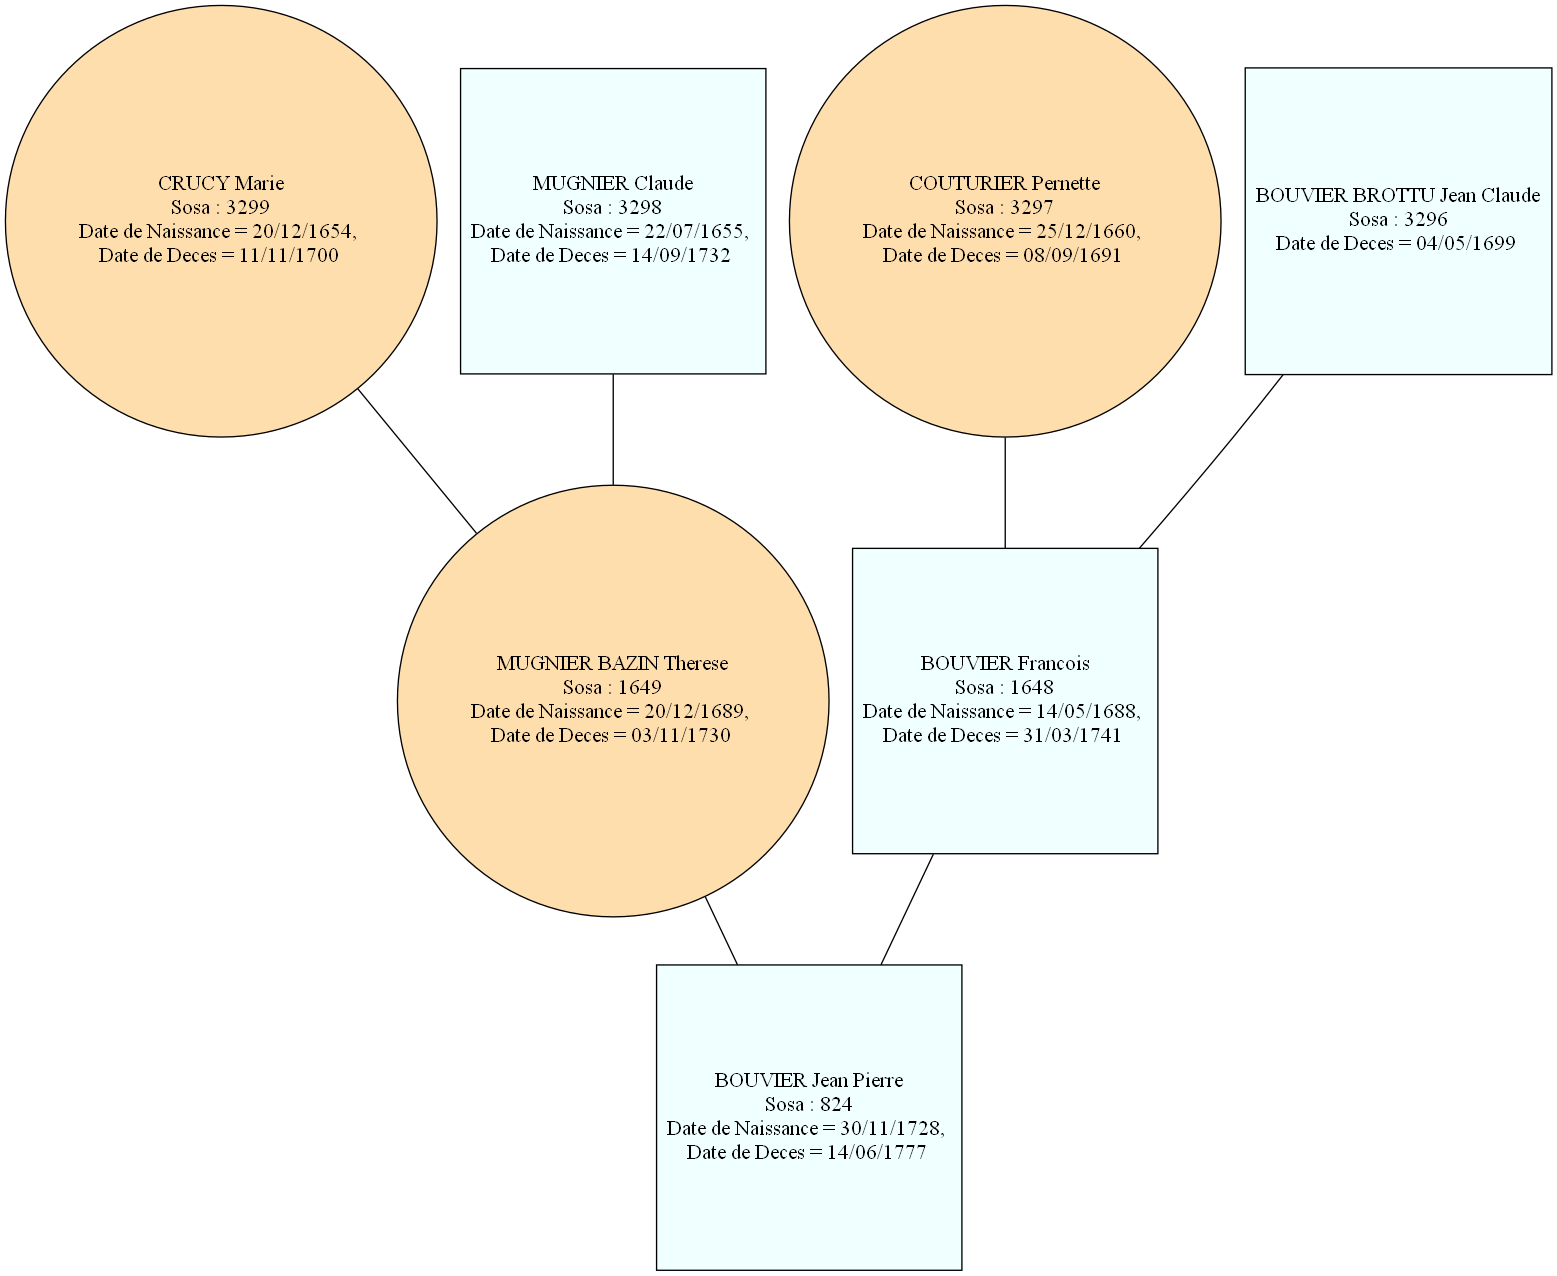 CRUCY Marie
Sosa : 3299
Date de Naissance = 20/12/1654,
Date de Deces = 11/11/1700
MUGNIER Claude
Sosa : 3298
Date de Naissance = 22/07/1655,
Date de Deces = 14/09/1732
COUTURIER Pernette
Sosa : 3297
Date de Naissance = 25/12/1660,
Date de Deces = 08/09/1691
BOUVIER BROTTU Jean Claude
Sosa : 3296
Date de Deces = 04/05/1699
MUGNIER BAZIN Therese
Sosa : 1649
Date de Naissance = 20/12/1689,
Date de Deces = 03/11/1730
BOUVIER Francois
Sosa : 1648
Date de Naissance = 14/05/1688,
Date de Deces = 31/03/1741
BOUVIER Jean Pierre
Sosa : 824
Date de Naissance = 30/11/1728,
Date de Deces = 14/06/1777